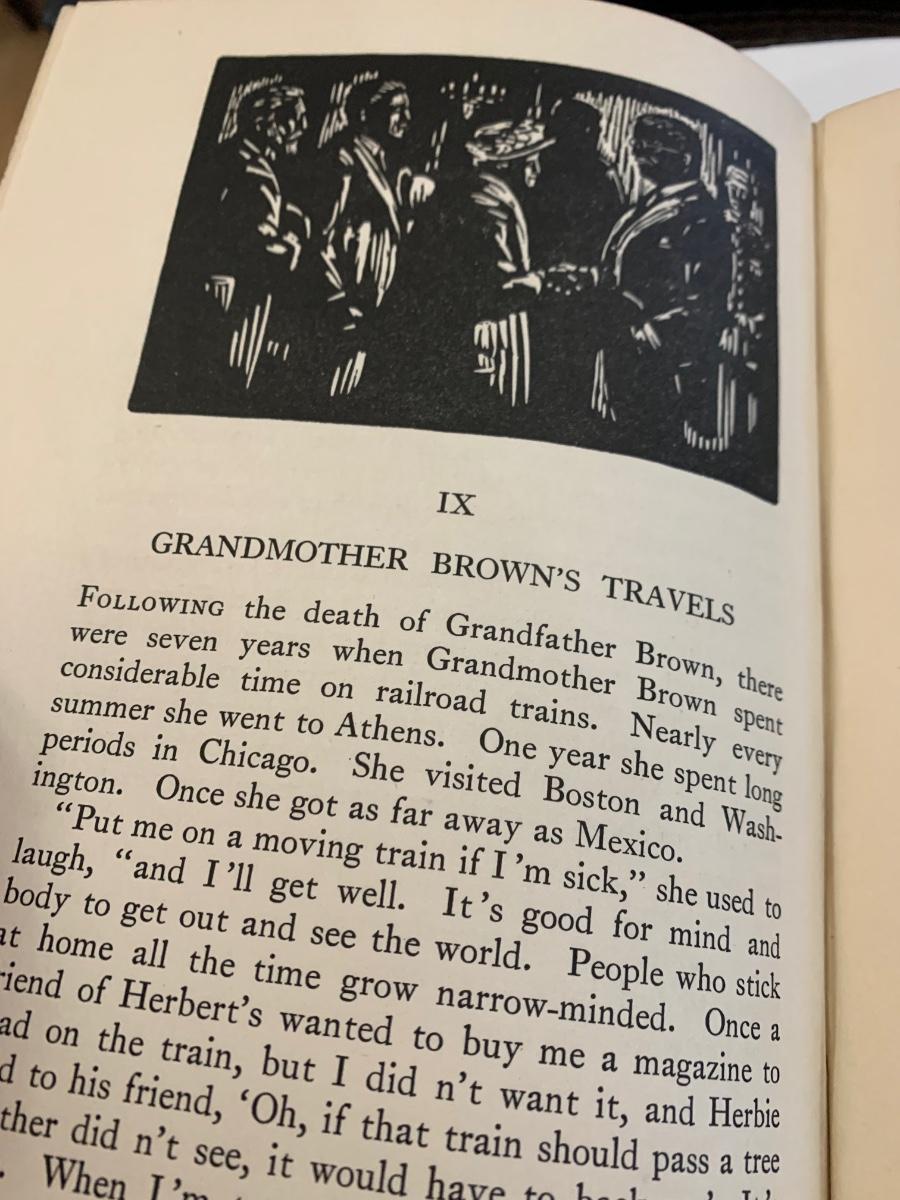 IX
GRANDMOTHER BROWN'S TRAVELS
FOLLOWING the death of Grandfather Brown, there
were seven years when Grandmother Brown spent
considerable time on railroad trains. Nearly every
summer she went to Athens. One year she spent long
periods in Chicago. She visited Boston and Wash-
ington. Once she got as far away as Mexico.
"Put me on a moving train if I'm sick," she used to
laugh, "and I'll get well. It's good for mind and
body to get out and see the world. People who stick
at home all the time grow narrow-minded. Once a
riend of Herbert's wanted to buy me a magazine to
ad on the train, but I did n't want it, and Herbie
d to his friend, 'Oh, if that train should pass a tree
ther did n't see, it would have to
When I'm